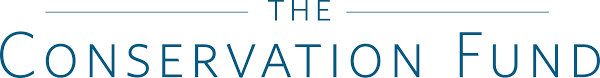 THE
CONSERVATION FUND